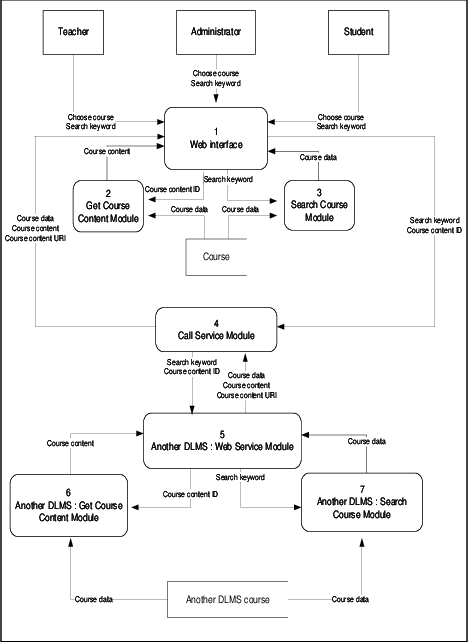 Teacher
Administrator
Student
Choose course
Search keyword
Choose course
Search keyword
Choose course
Search keyword
1
Web interface
Course content
Course data
Course content ID
Search keyword
2
Get Course
Content Module
3
Search Course
Module
Course data
Course data
Course data
Course content
Course content URI
Search keyword
Course content ID
Course
4
Call Service Module
Search keyword
Course content ID
Course data
Course content
Course content URI
5
Another DLMS : Web Service Module
Course content
Course data
Search keyword
Course content ID
6
Another DLMS : Get Course
Content Module
7
Another DLMS : Search
Course Module
Course data
Another DLMS course
Course data